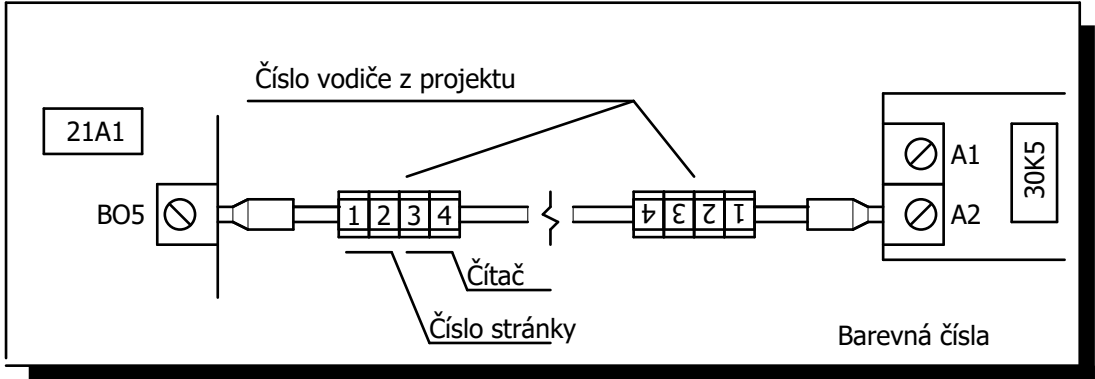 Číslo vodiče z projektu
21A1
BO5
1 2 3 4
4 3 2 1
A1
A2
30K5
Čítač
Číslo stránky
Barevná čísla